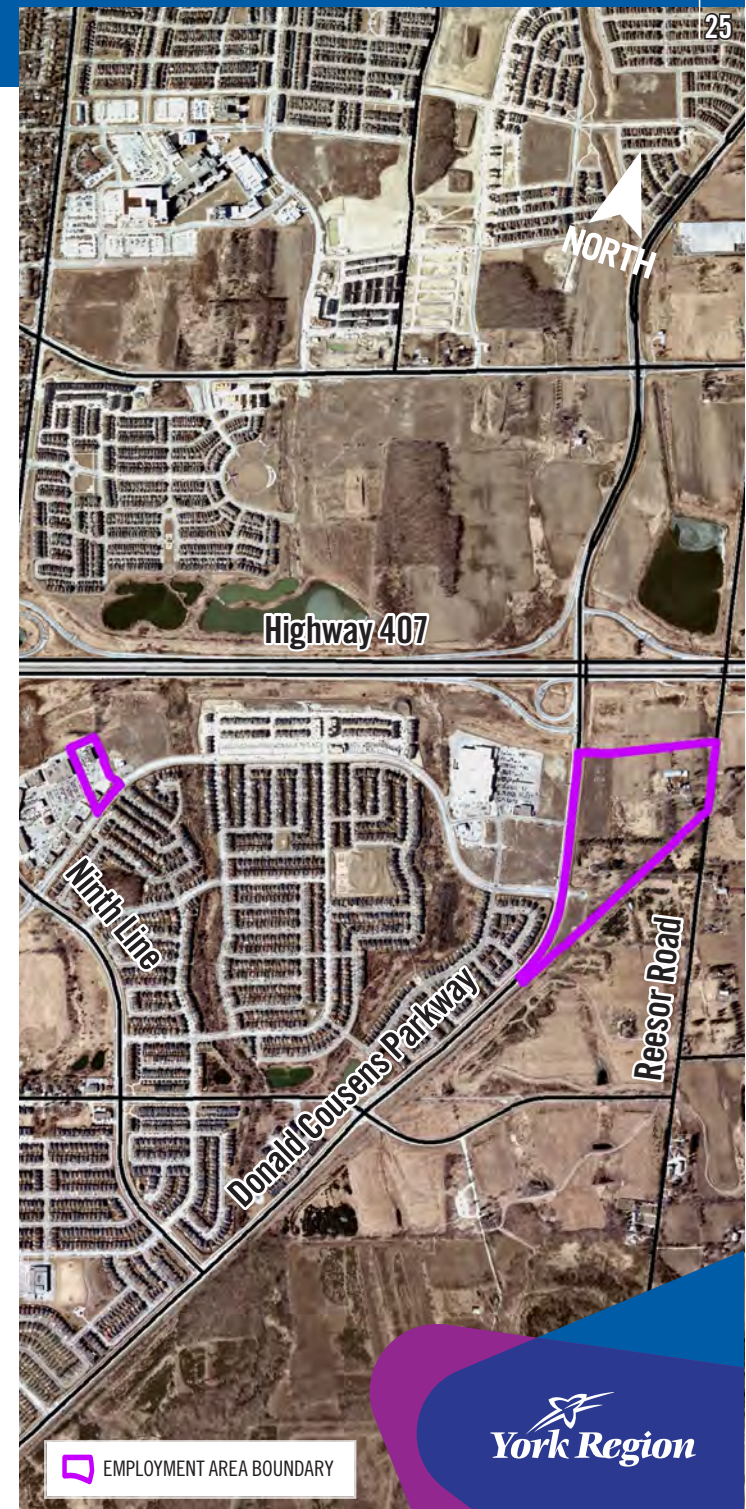 25
NORTH
Highway 407
Ninth Line
Donald Cousens Parkway
Reesor Road
EMPLOYMENT AREA BOUNDARY
York Region